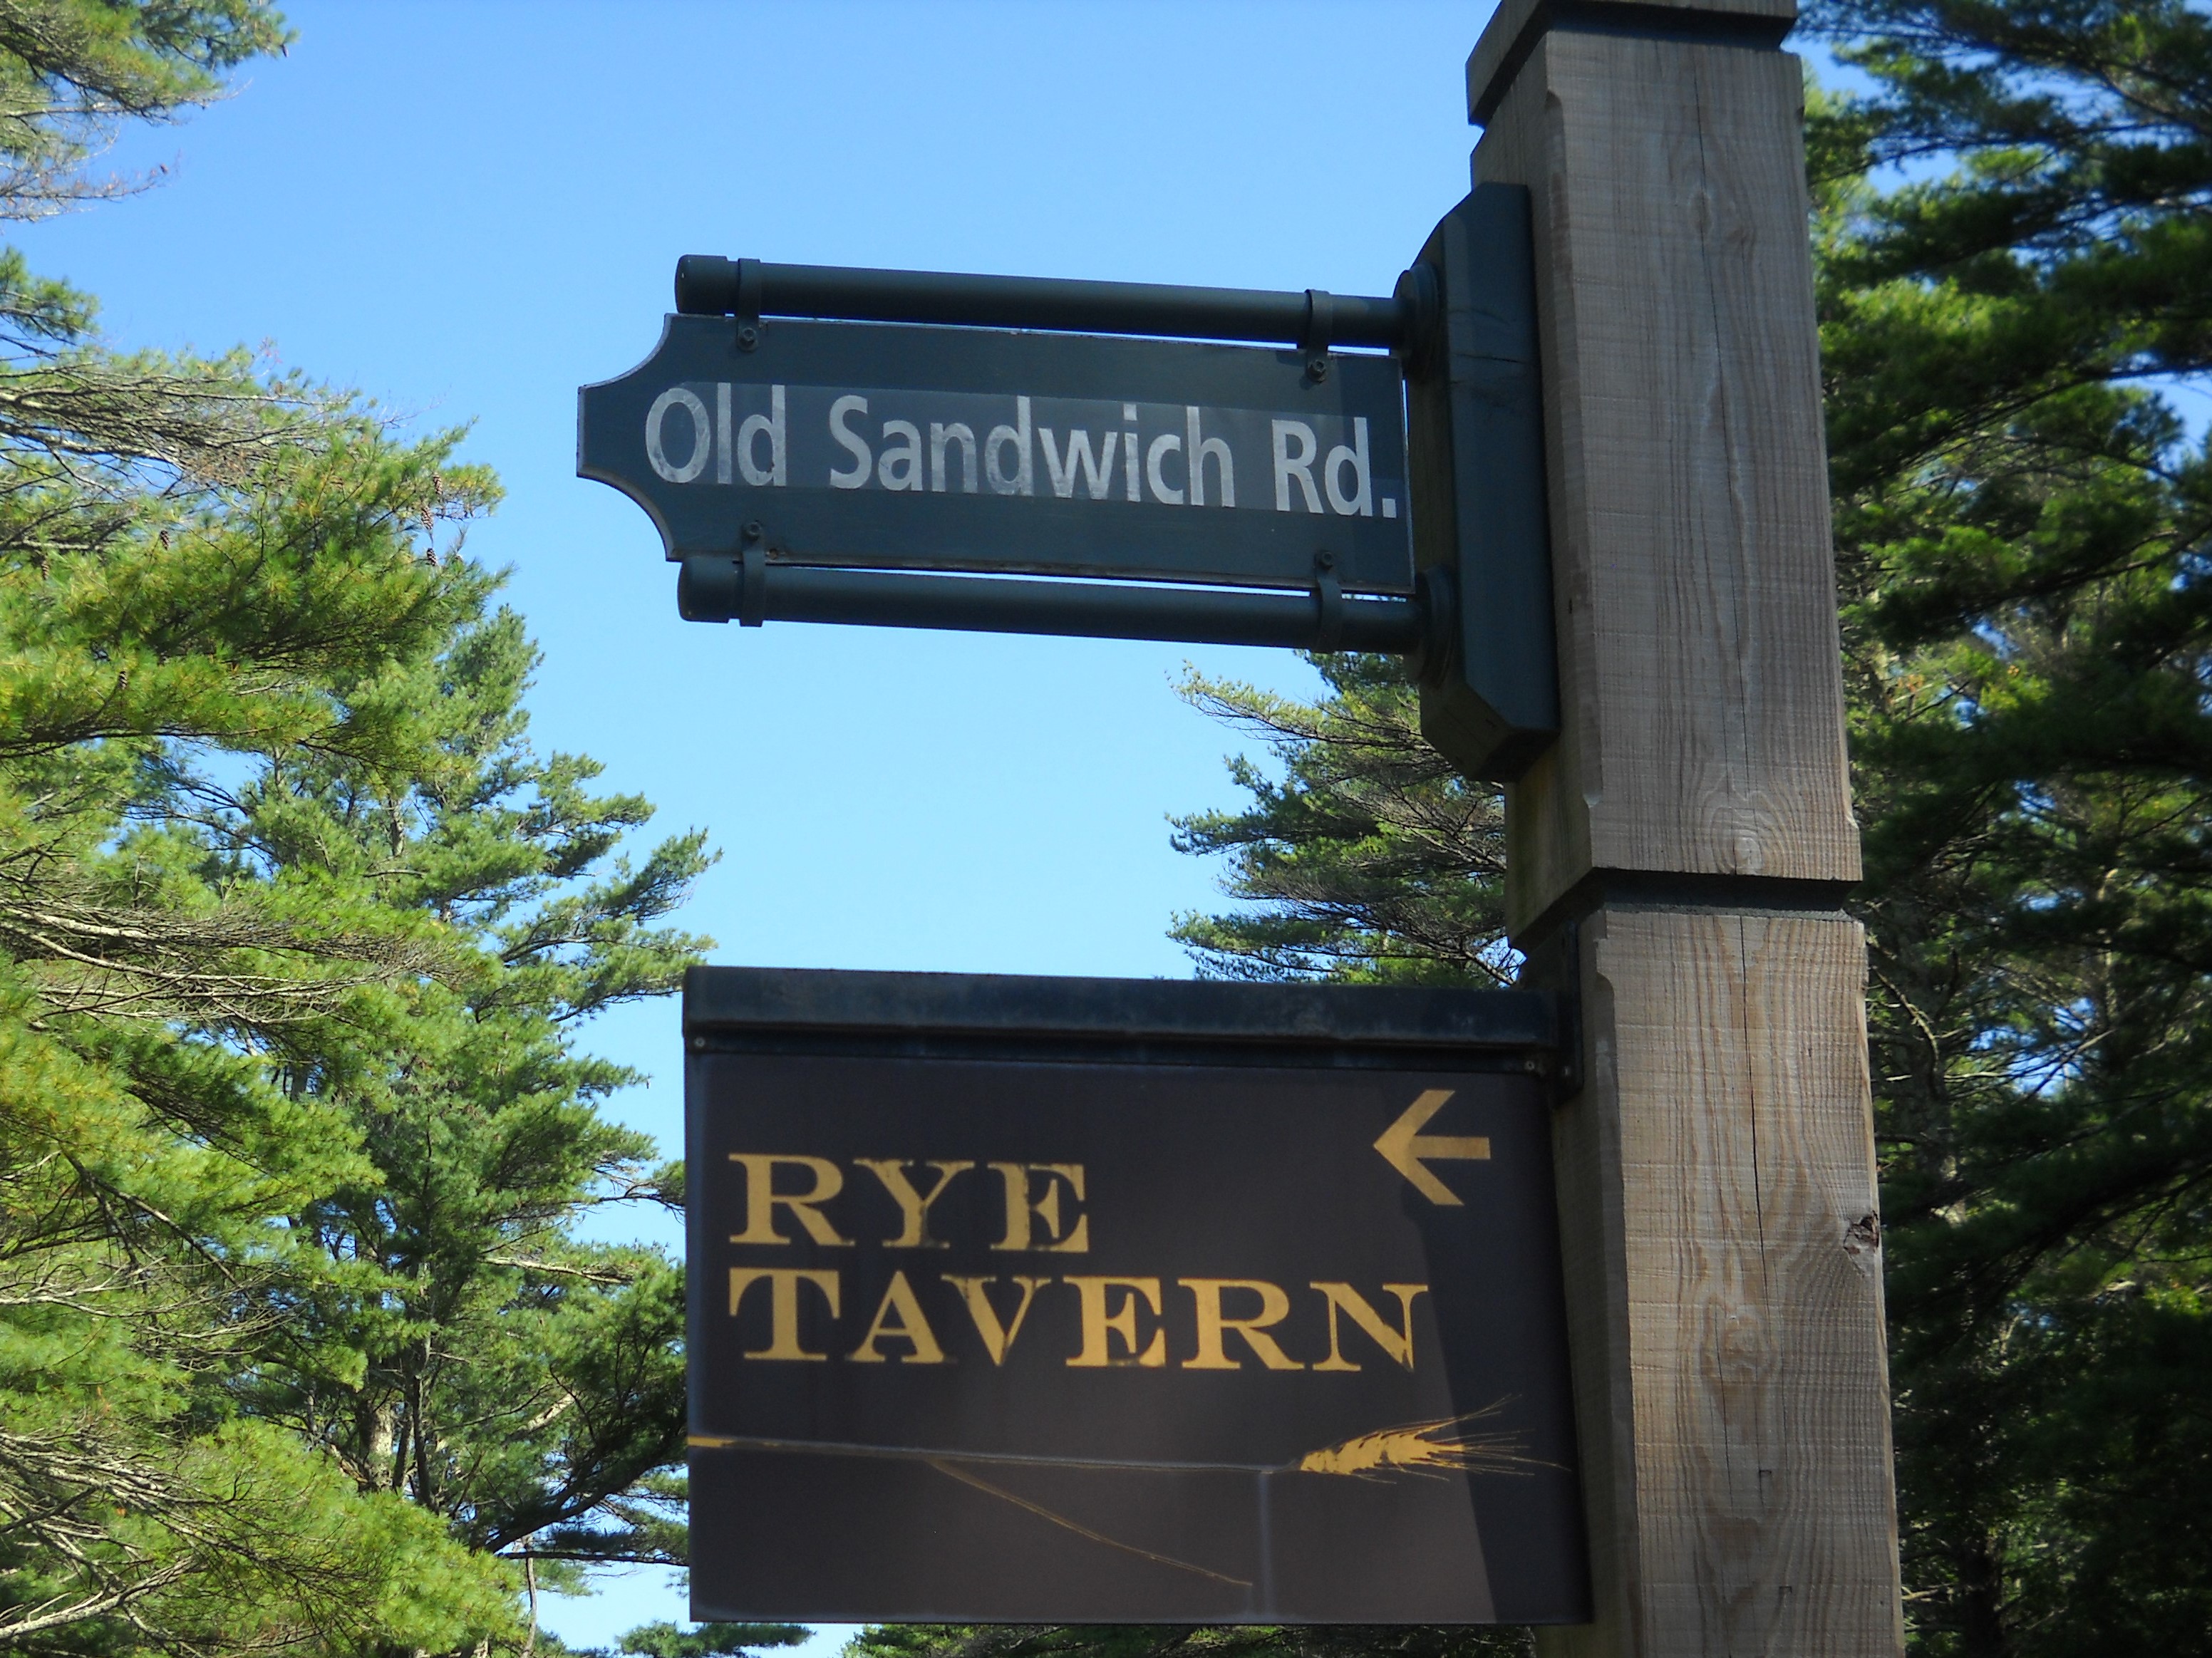 Old Sandwich Rd.
RYE
TAVERN